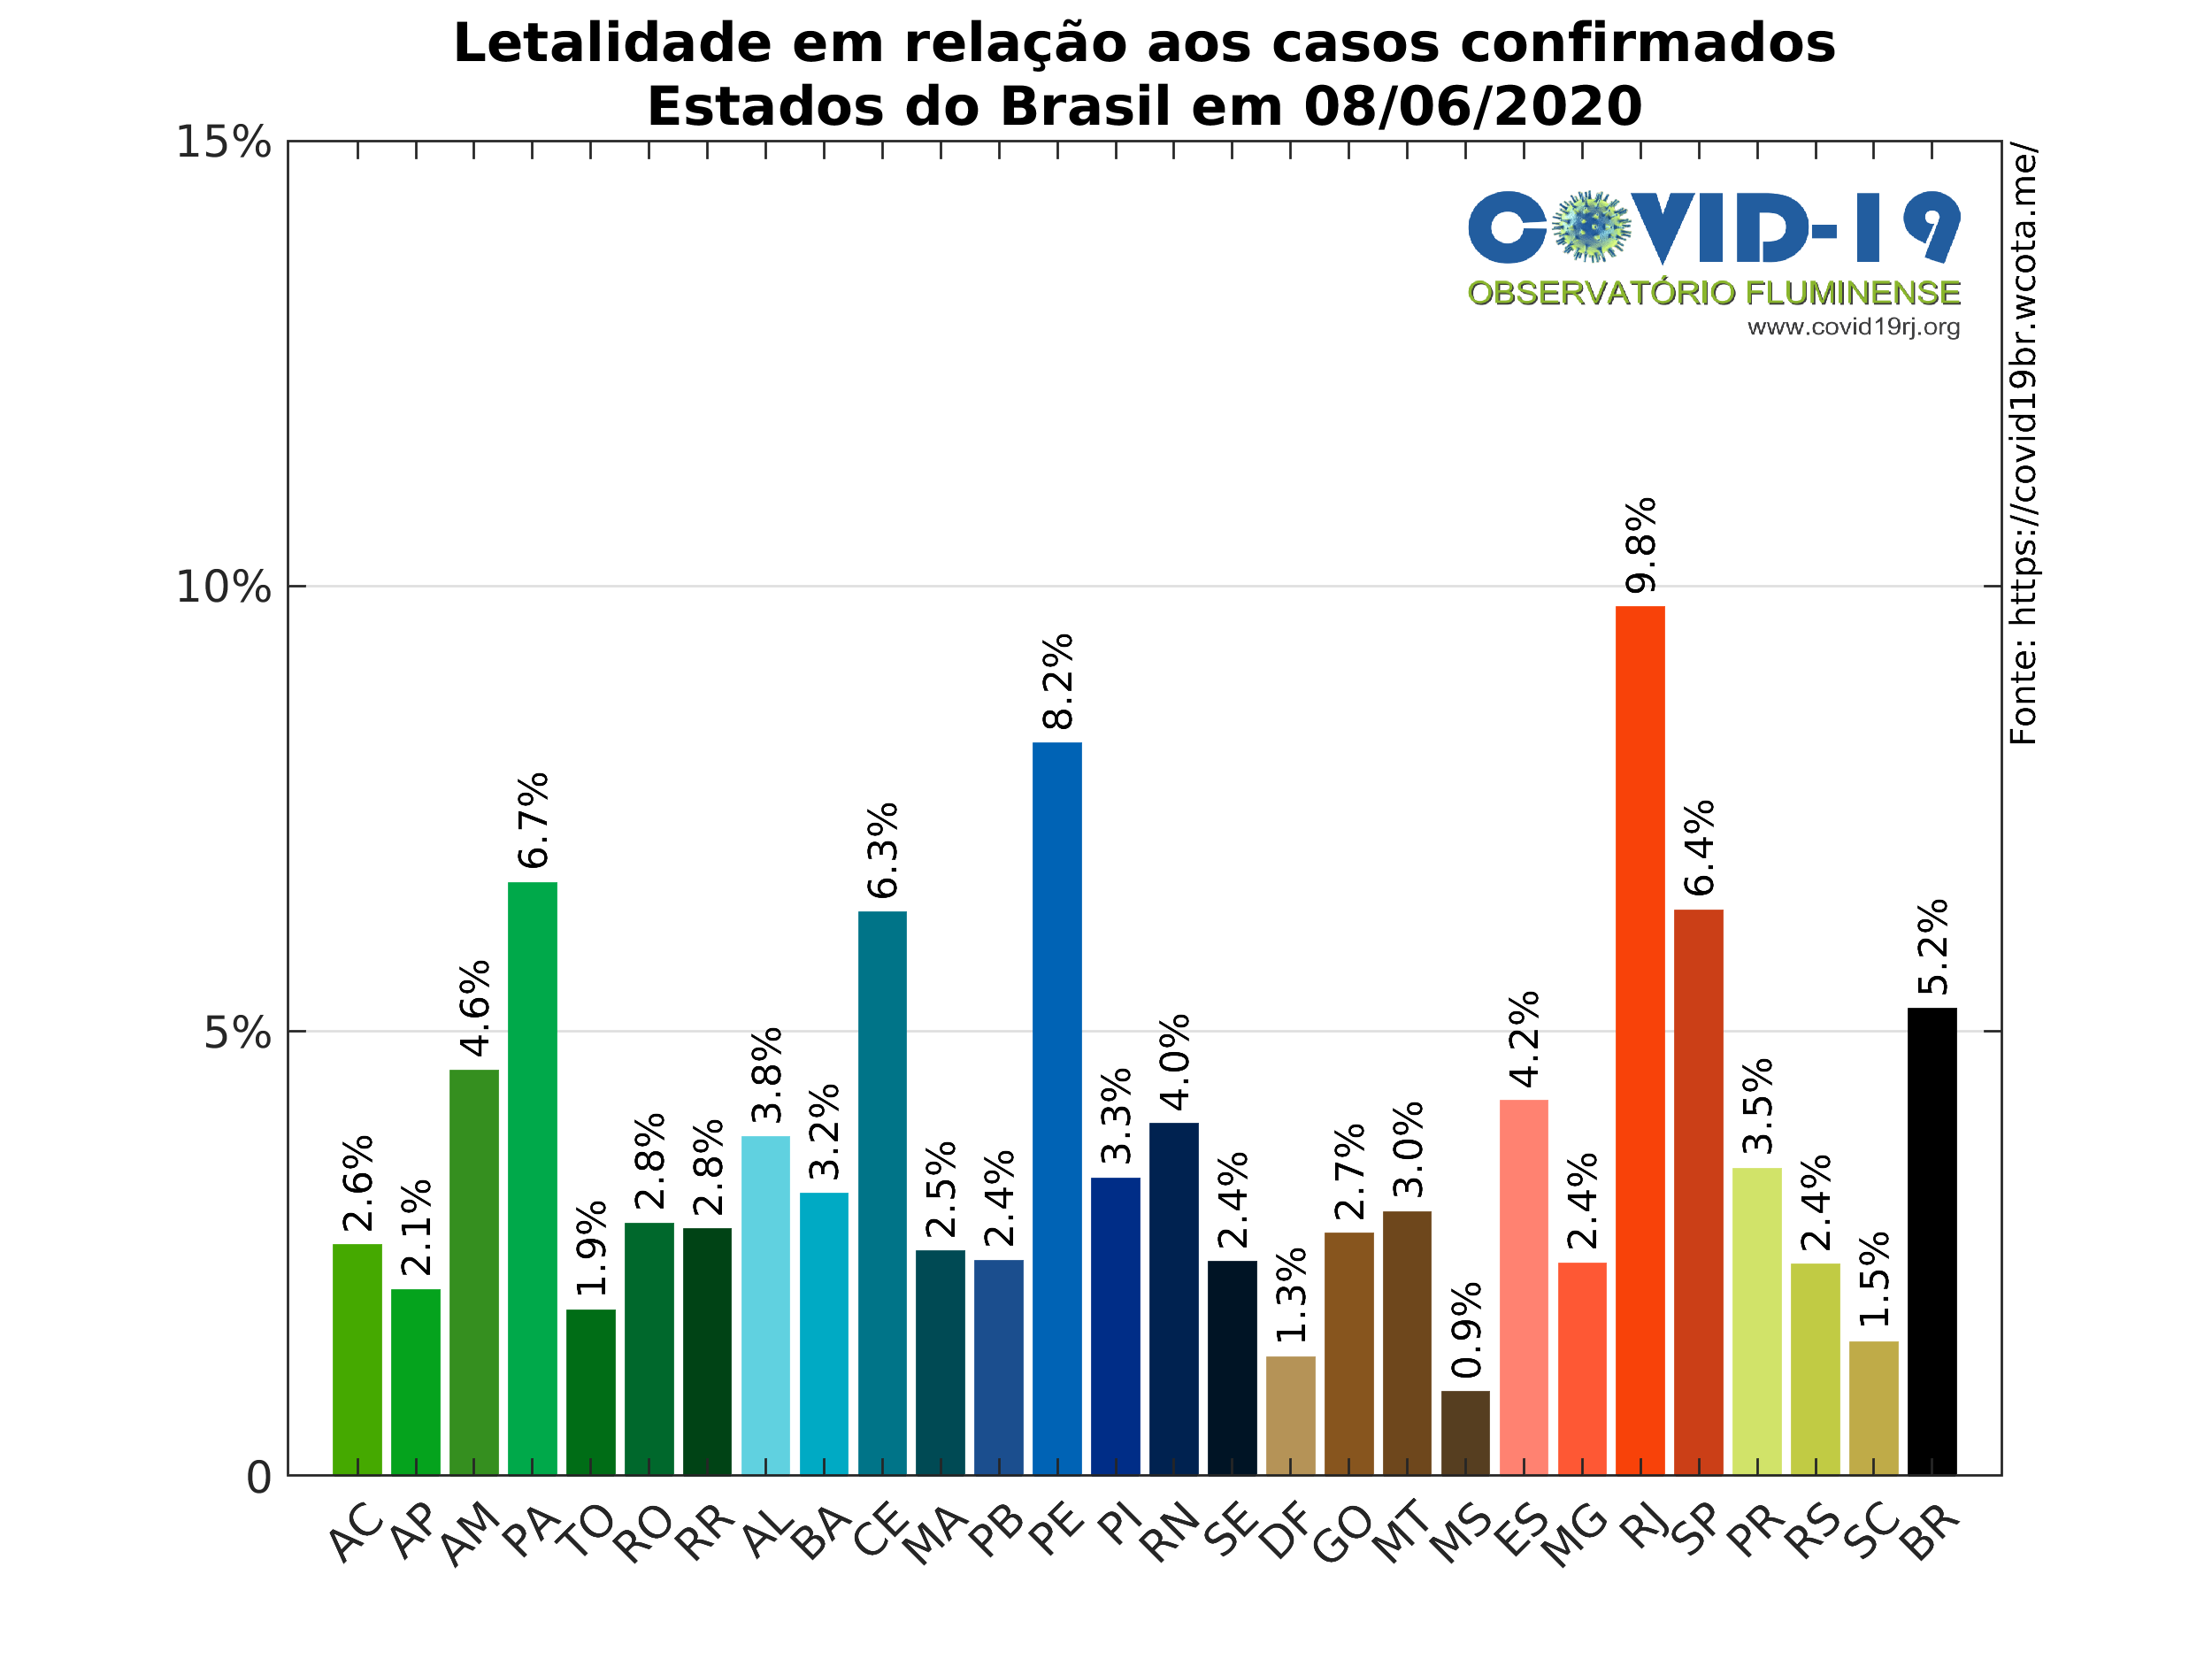 Letalidade em relação aos casos confirmados
Estados do Brasil em 08/06/2020
15%
10%
5%
0
COVID-19
OBSERVATÓRIO FLUMINENSE
www.covid19rj.org
Fonte: https://covid19br.wcota.me/
2.6%
2.1%
4.6%
6.7%
1.9%
2.8%
2.8%
3.8%
3.2%
6.3%
2.5%
2.4%
8.2%
3.3%
4.0%
2.4%
1.3%
2.7%
3.0%
0.9%
4.2%
2.4%
9.8%
6.4%
3.5%
2.4%
1.5%
5.2%
AC
AP
AM
PA
TO
RO
RR
AL
BA
CE
MA
PB
PE
PI
RN
SE
DF
GO
MT
MS
ES
MG
RJ
SP
PR
RS
SC
BR